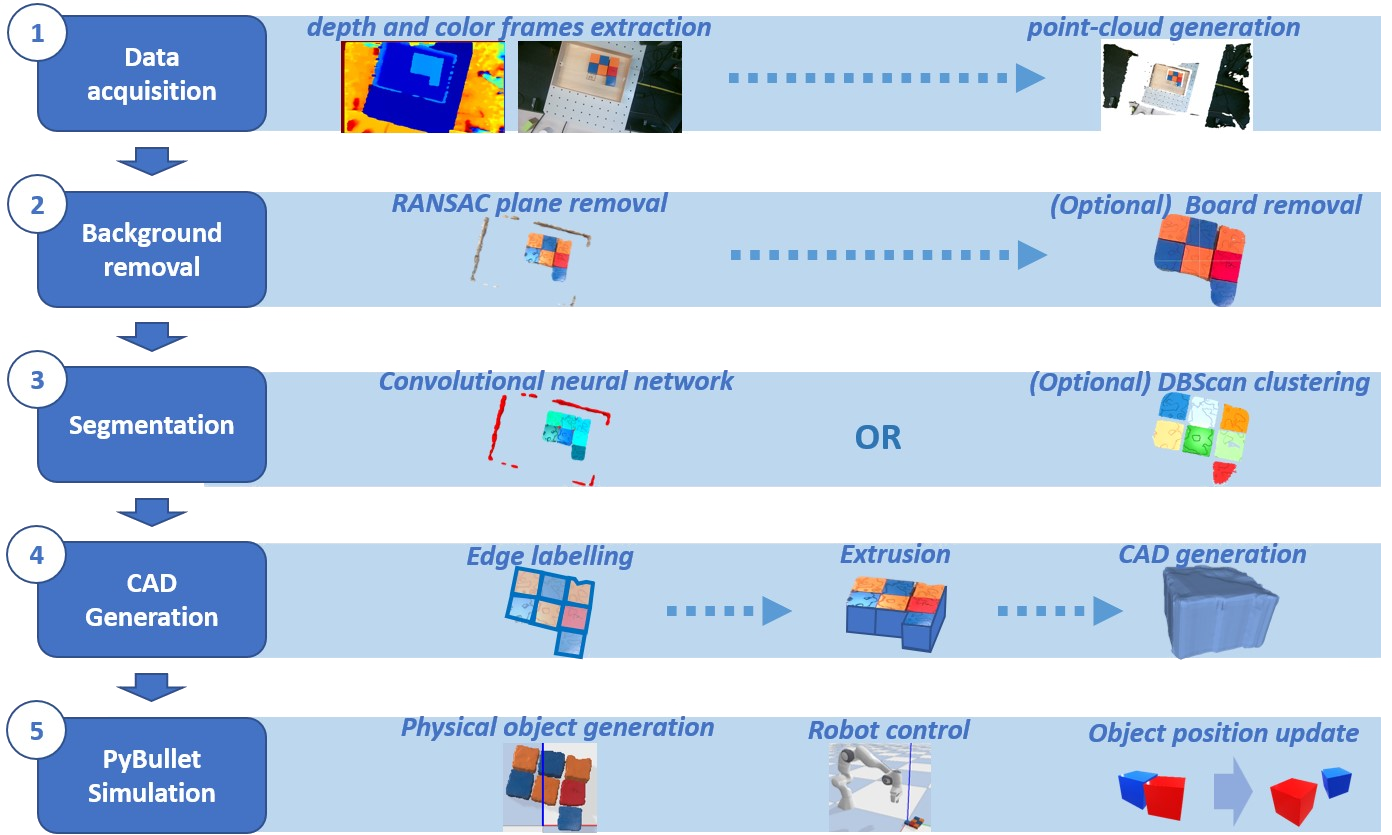 1
Data
acquisition
depth and color frames extraction
point-cloud generation
2
Background
removal
RANSAC plane removal
(Optional) Board removal
3
Segmentation
Convolutional neural network
OR
(Optional) DBScan clustering
4
CAD
Generation
Edge labelling
Extrusion
CAD generation
5
PyBullet
Simulation
Physical object generation
Robot control
Object position update